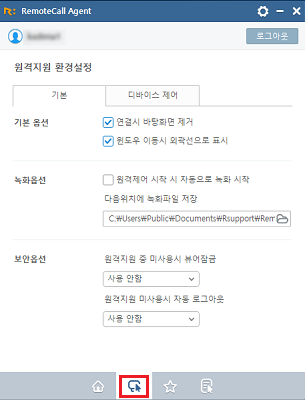 RemoteCall Agent
로그아웃
원격지원 환경설정
기본 디바이스 제어
기본 옵션 연결시 바탕화면 제거
윈도우 이동시 외곽선으로 표시
녹화옵션 원격제어 시작 시 자동으로 녹화 시작
다음위치에 녹화파일 저장
C:₩Users₩Public₩Documents₩Rsupport₩Rem
보안옵션 원격지원 중 미사용시 뷰어잠금
사용 안함
원격지원 미사용시 자동 로그아웃
사용 안함